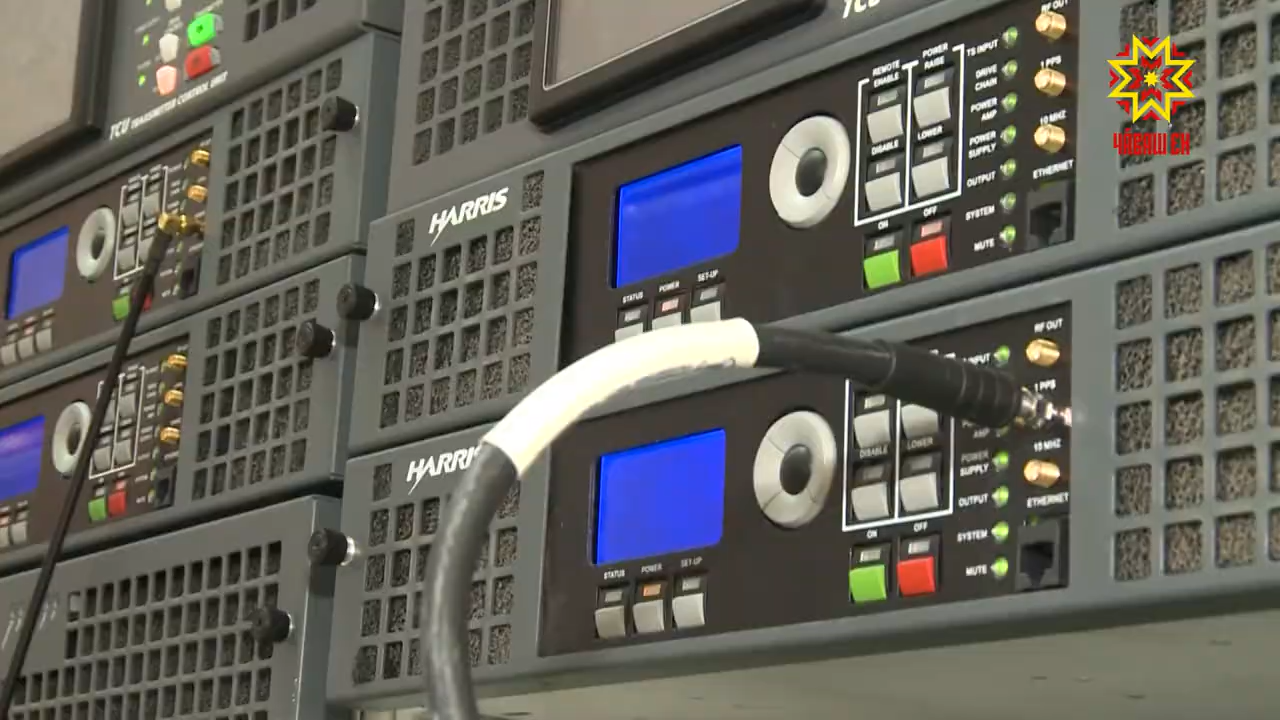 TCU TRANSMITTER CONTROL UNIT
HARRIS
REMOTE
ENABLE
POWER
RAISE
DISABLE
LOWER
ON
OFF
STATUS
POWER
SET-UP
TS INPUT
DRIVE
CHAIN
POWER
AMP
POWER
SUPPLY
OUTPUT
SYSTEM
MUTE
RF OUT
1 PPS
10 MHZ
ETHERNET
ЧӐВАШ ЕН
HARRIS
DISABLE
LOWER
ON
OFF
STATUS
POWER
SET-UP
INPUT
AMP
POWER
SUPPLY
OUTPUT
SYSTEM
MUTE
RF OUT
1 PPS
10 MHZ
ETHERNET